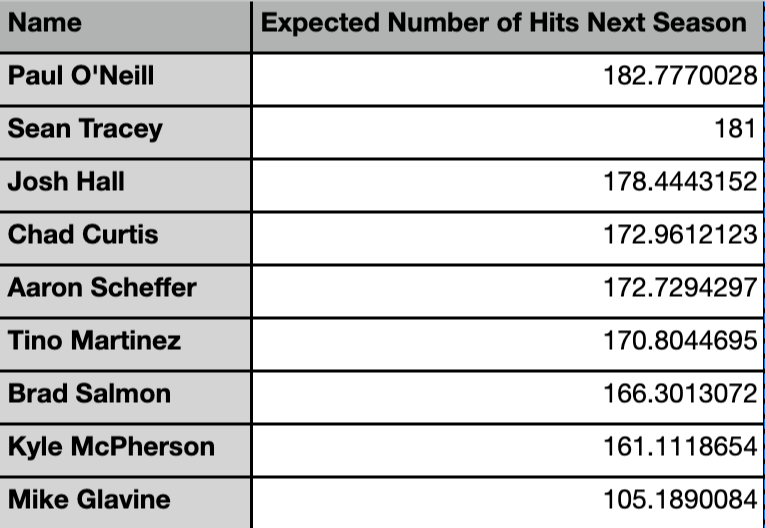 Name Expected Number of Hits Next Season
Paul O'Neill 182.7770028
Sean Tracey 181
Josh Hall 178.4443152
Chad Curtis 172.9612123
Aaron Scheffer 172.7294297
Tino Martinez 170.8044695
Brad Salmon 166.3013072
Kyle McPherson 161.1118654
Mike Glavine 105.1890084